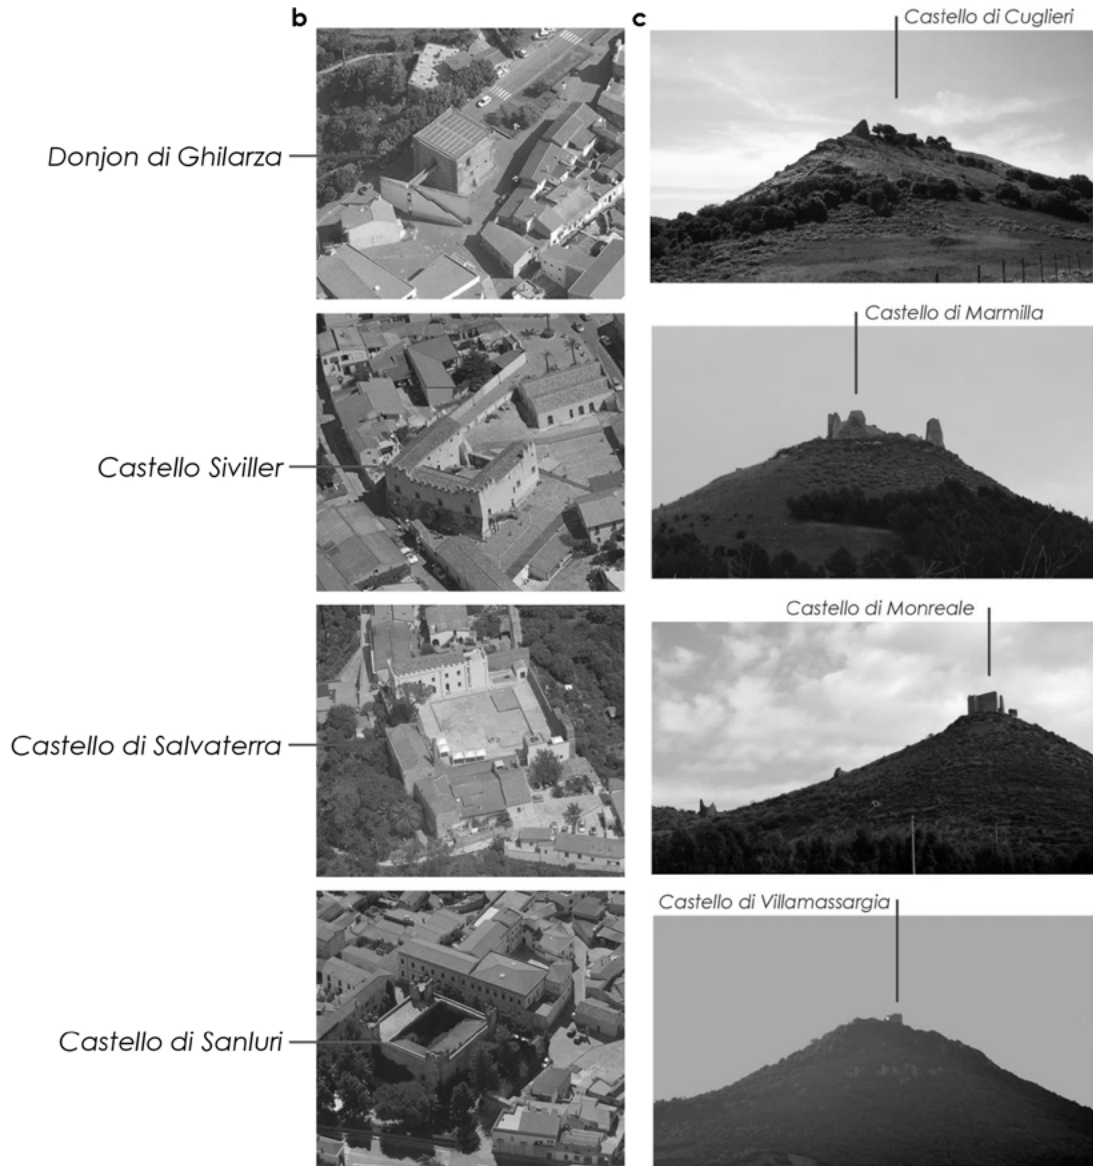 b
c
Castello di Cuglieri
Donjon di Ghilarza
Castello di Marmilla
Castello Siviller
Castello di Monreale
Castello di Salvaterra
Castello di Villamassargia
Castello di Sanluri